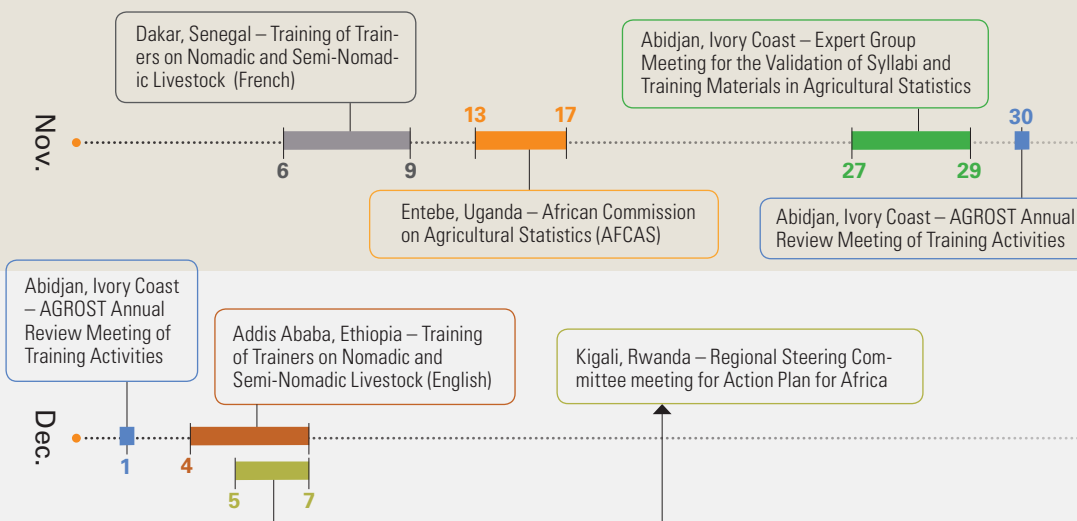 Nov.
Dakar, Senegal – Training of Train-
ers on Nomadic and Semi-Nomad-
ic Livestock (French)
6
9
13
17
Entebe, Uganda – African Commission
on Agricultural Statistics (AFCAS)
Abidjan, Ivory Coast – Expert Group
Meeting for the Validation of Syllabi and
Training Materials in Agricultural Statistics
27
29
30
Abidjan, Ivory Coast – AGROST Annual
Review Meeting of Training Activities
Dec.
Abidjan, Ivory Coast
– AGROST Annual
Review Meeting of
Training Activities
1
Addis Ababa, Ethiopia – Training
of Trainers on Nomadic and
Semi-Nomadic Livestock (English)
4
5
7
Kigali, Rwanda – Regional Steering Com-
mittee meeting for Action Plan for Africa